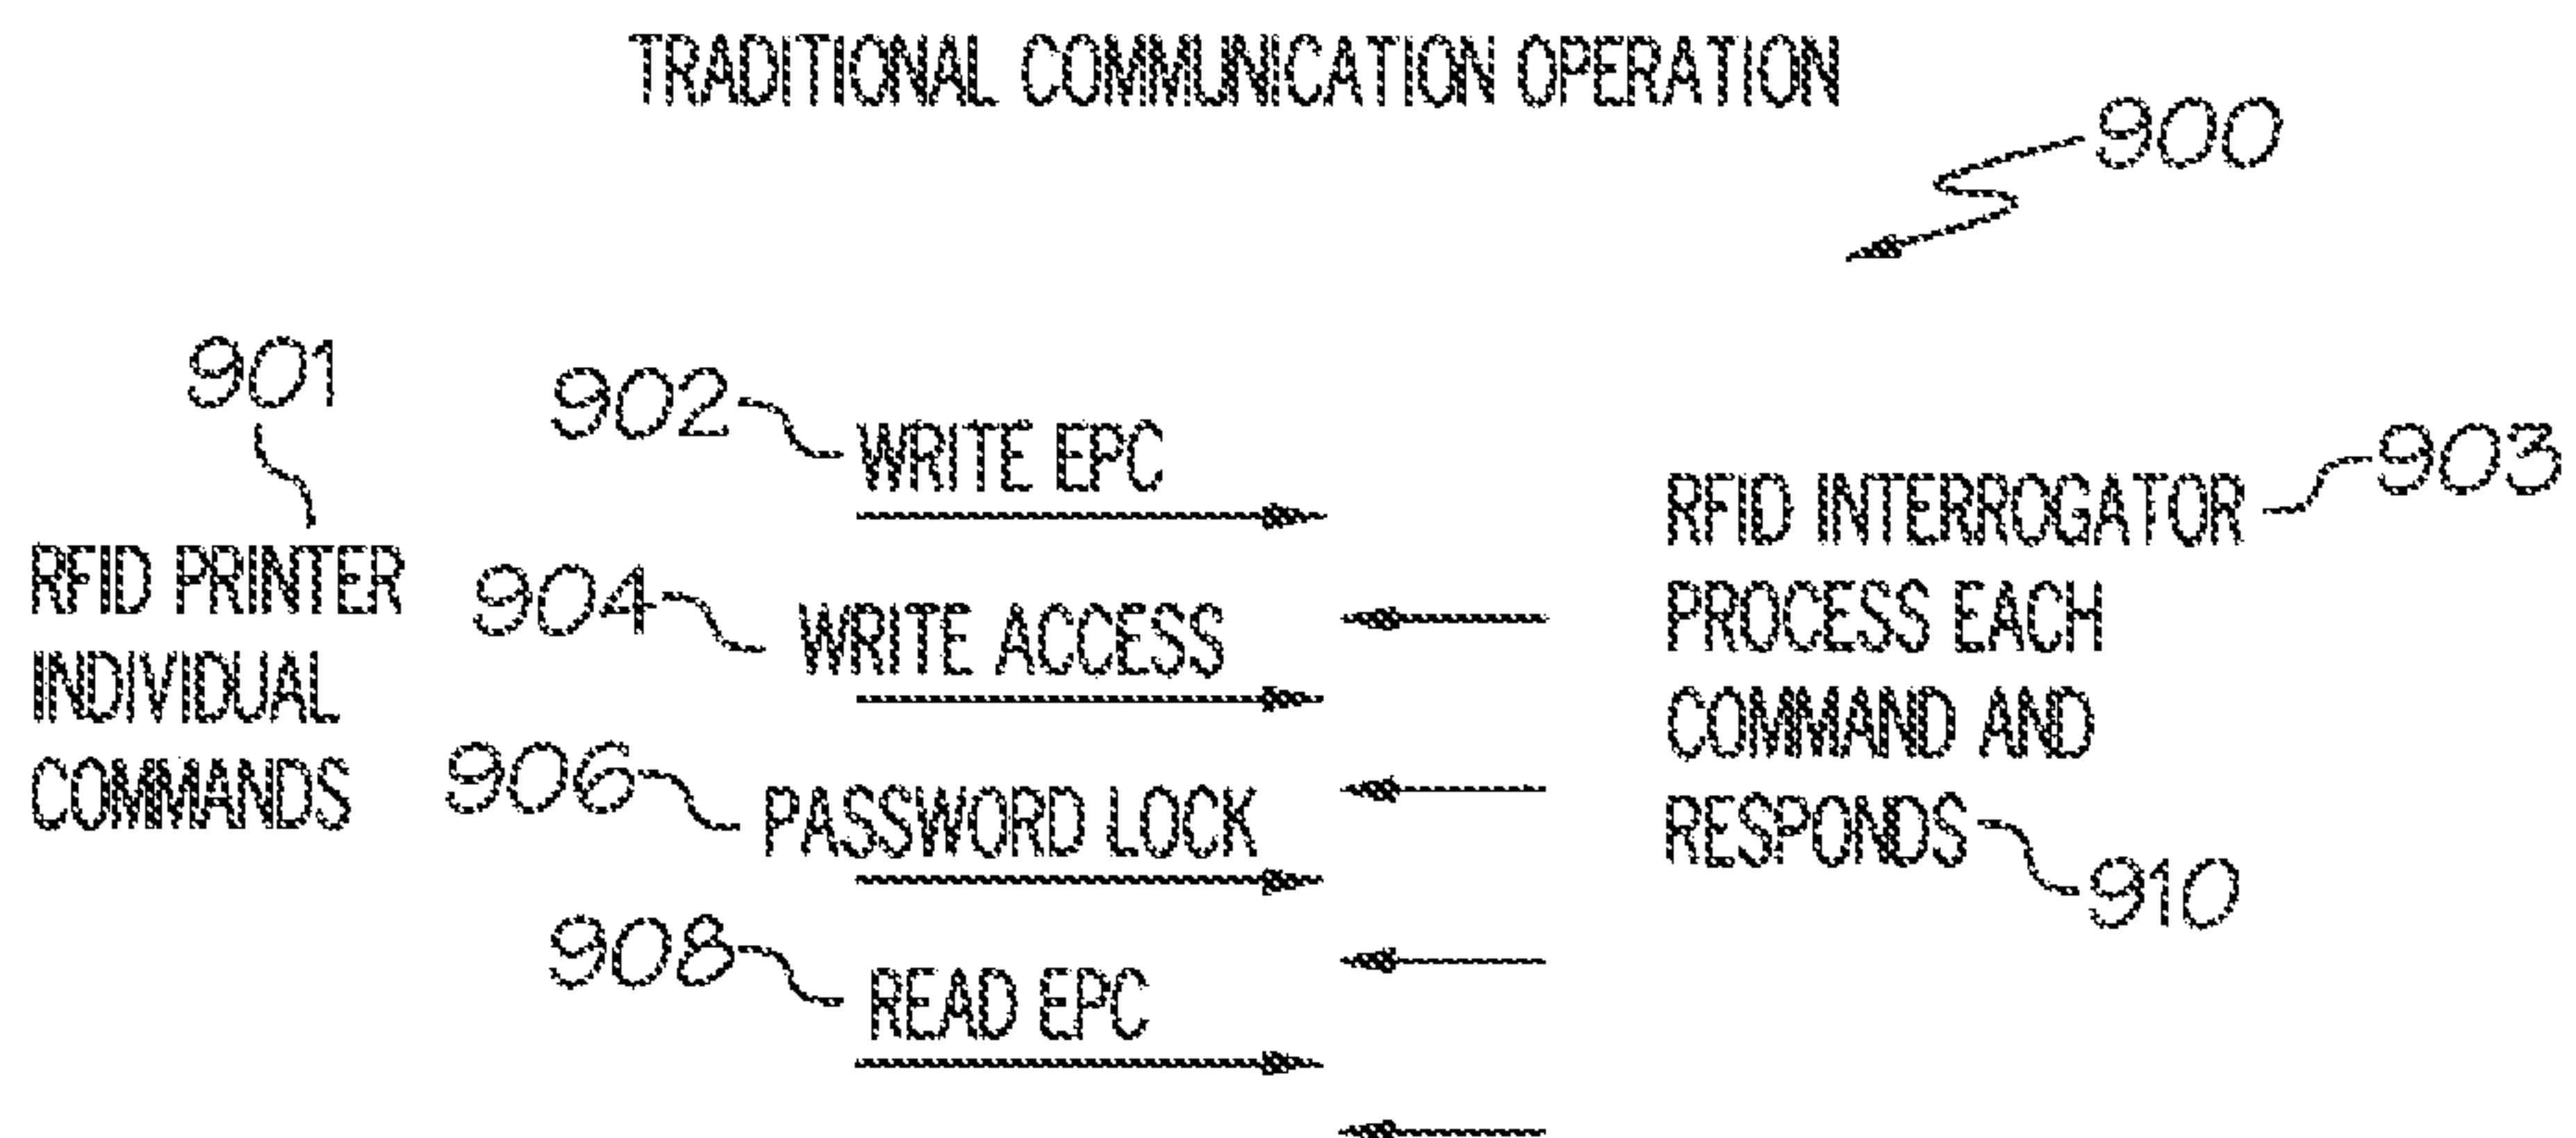 TRADITIONAL COMMUNICATION OPERATION
900
901
RFID PRINTER
INDIVIDUAL
COMMANDS
902
WRITE EPC
904
WRITE ACCESS
906
PASSWORD LOCK
908
READ EPC
903
RFID INTERROGATOR
PROCESS EACH
COMMAND AND
RESPONDS
910